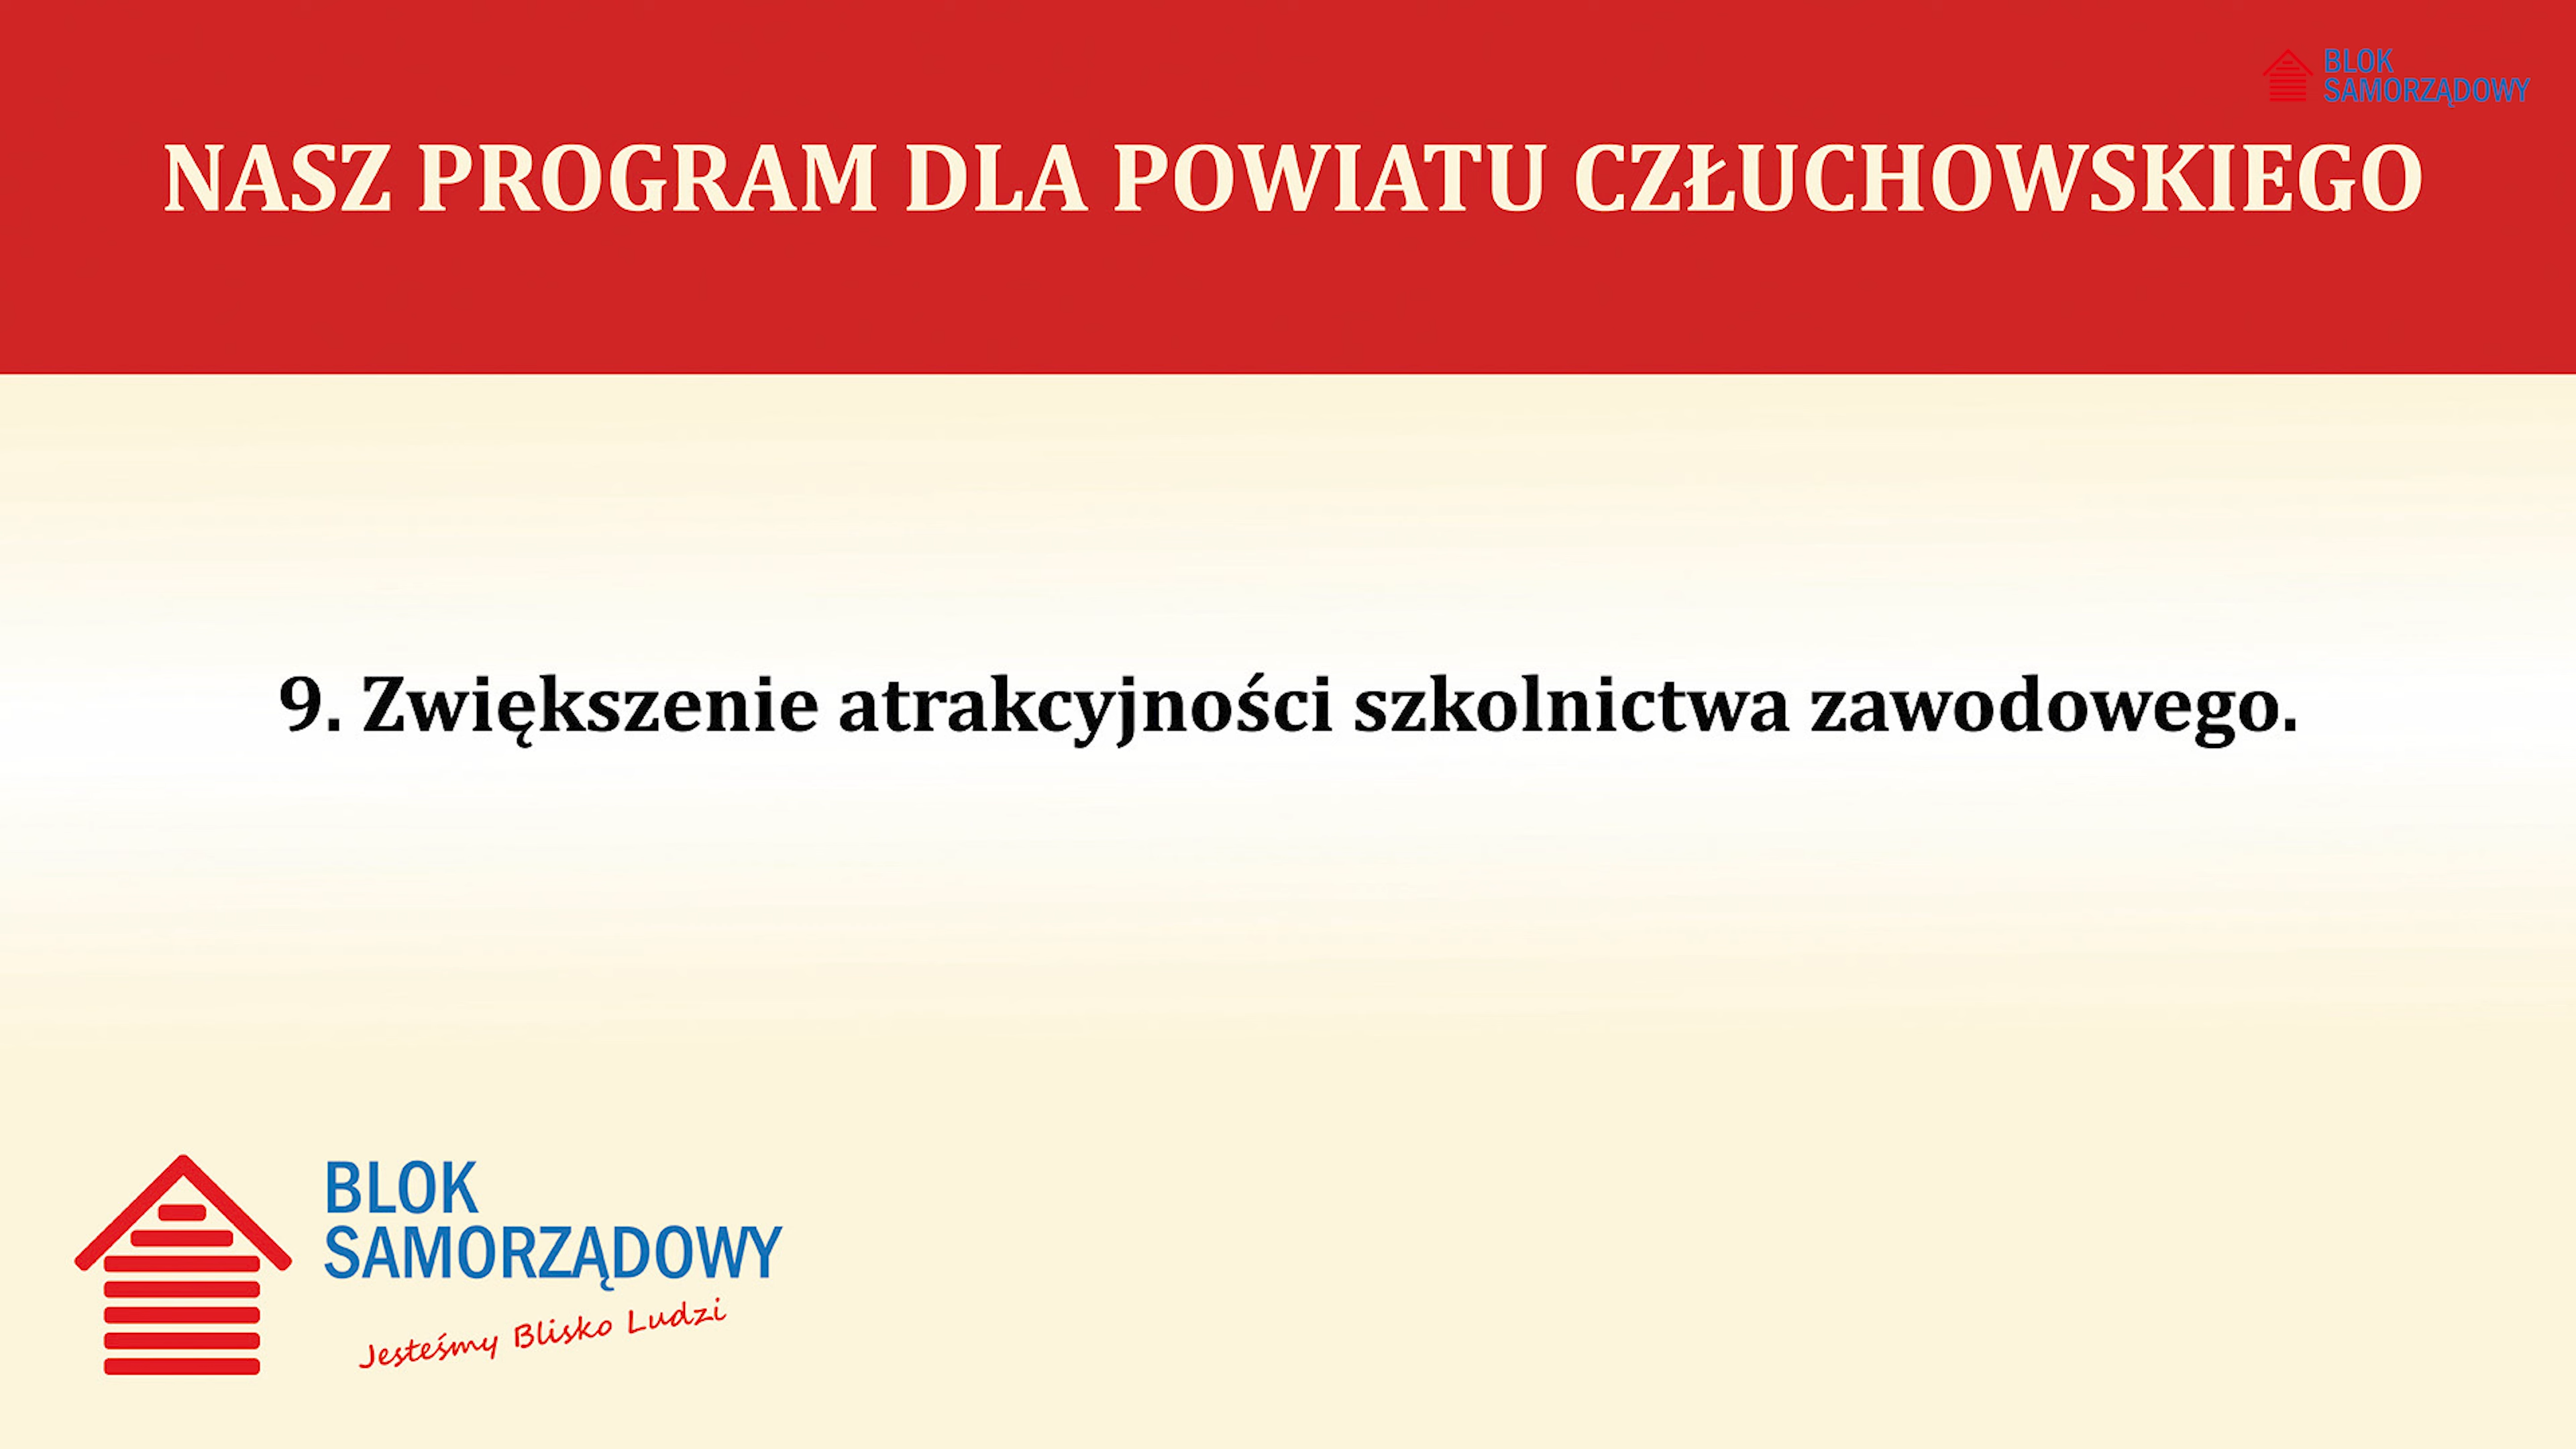 BLOK
SAMORZĄDOWY
NASZ PROGRAM DLA POWIATU CZŁUCHOWSKIEGO
9. Zwiększenie atrakcyjności szkolnictwa zawodowego.
BLOK
SAMORZĄDOWY
Jesteśmy Blisko Ludzi